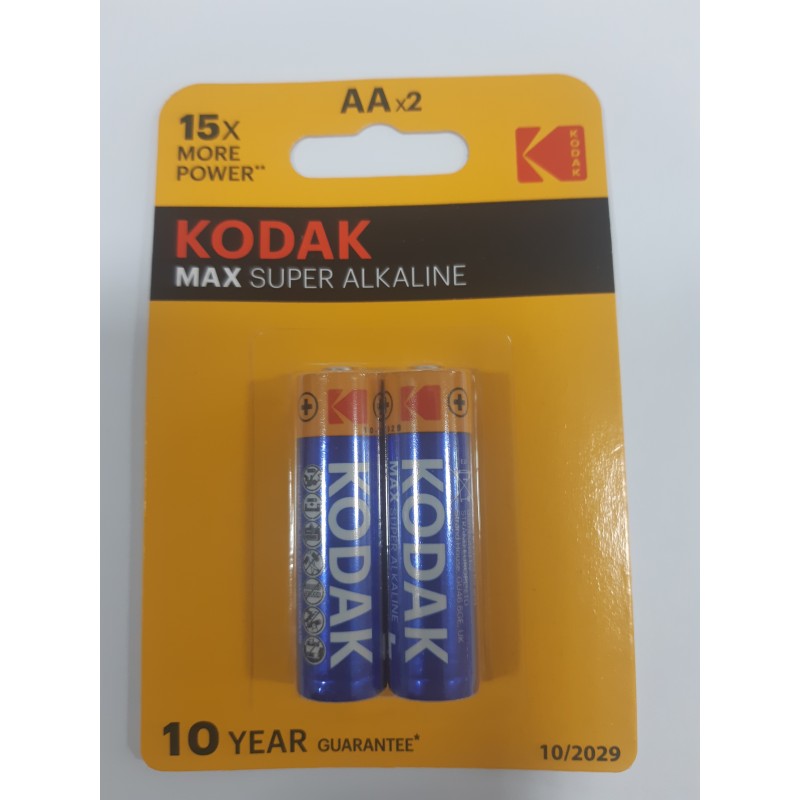 AA x2
15X
MORE
POWER**
KODAK
KODAK
MAX SUPER ALKALINE
KODAK
KODAK
MAX SUPER ALKALINE
10 YEAR GUARANTEE*
10/2029